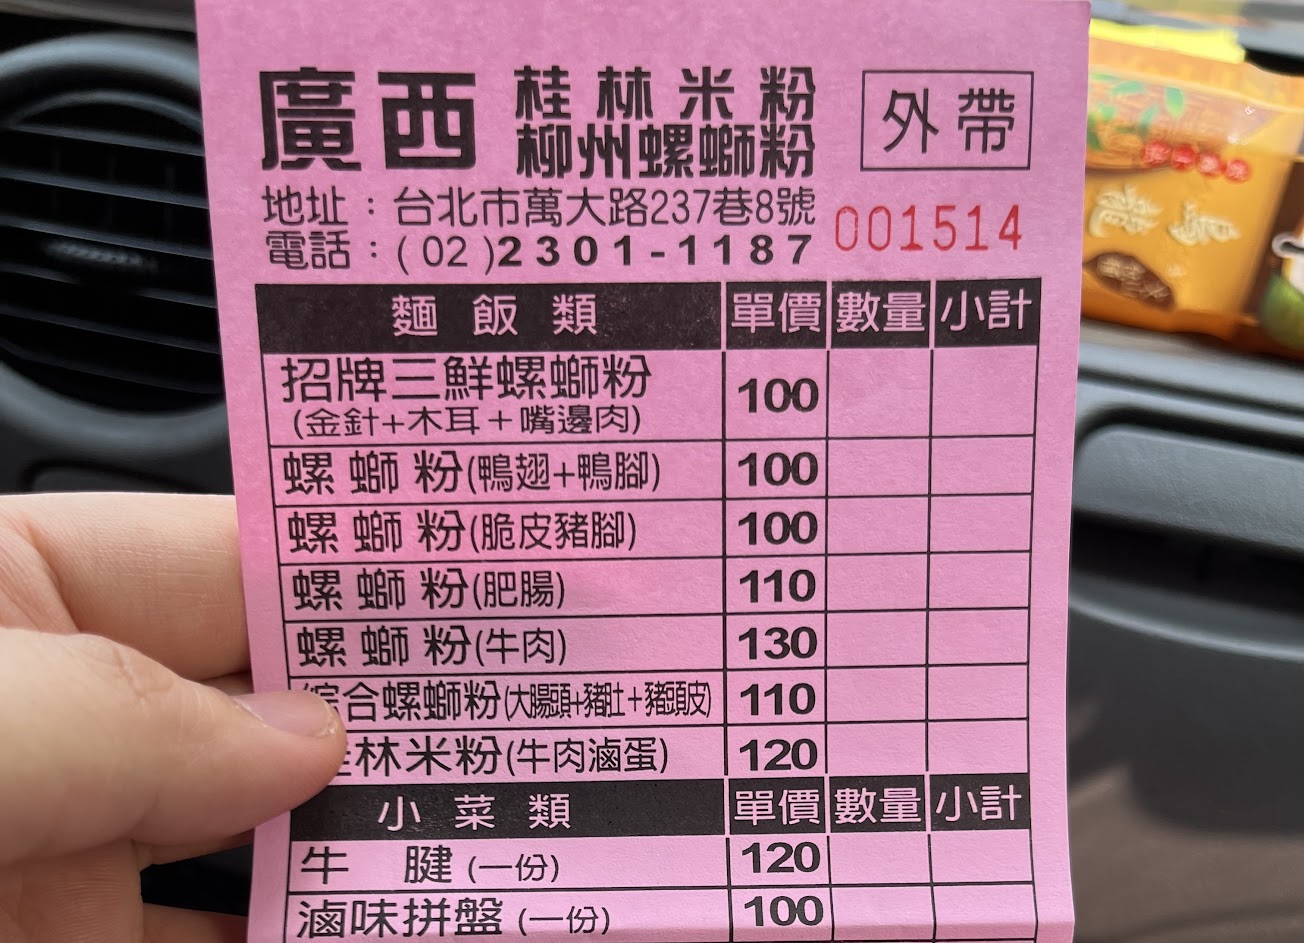 廣西 桂林米粉 外帶
柳州螺螄粉
地址：台北市萬大路237巷8號
電話：(02)2301-1187 001514
麵飯類 單價 數量 小計
招牌三鮮螺螄粉 100
(金針+木耳+嘴邊肉)
螺螄粉(鴨翅+鴨腳) 100
螺螄粉(脆皮豬腳) 100
螺螄粉(肥腸) 110
螺螄粉(牛肉) 130
綜合螺螄粉(大腸頭+豬肚+豬頭皮) 110
林米粉(牛肉滷蛋) 120
小菜類 單價 數量 小計
牛腱(一份) 120
滷味拼盤(一份) 100